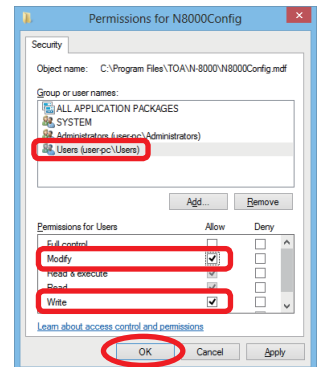 Permissions for N8000Config
Security
Object name: C:\Program Files\TOA\N-8000\N8000Config.mdf
Group or user names:
ALL APPLICATION PACKAGES
SYSTEM
Administrators (user-pc\Administrators)
Users (user-pc\Users)
Add... Remove
Permissions for Users Allow Deny
Full control
Modify
Read & execute
Read
Write
Learn about access control and permissions
OK Cancel Apply